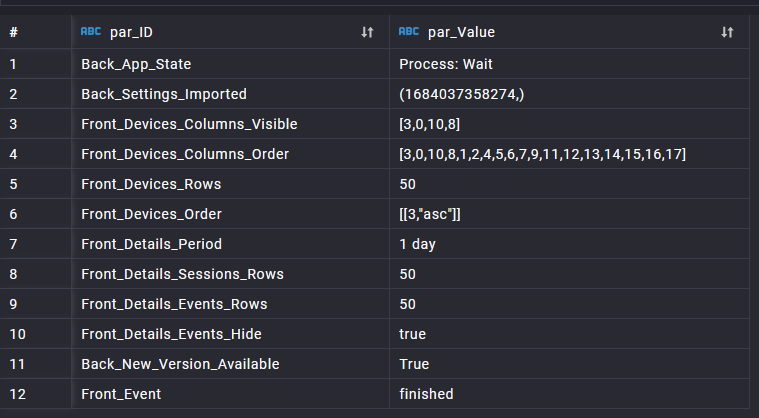 # ABC par_ID ABC par_Value
1 Back_App_State Process: Wait
2 Back_Settings_Imported (1684037358274,)
3 Front_Devices_Columns_Visible [3,0,10,8]
4 Front_Devices_Columns_Order [3,0,10,8,1,2,4,5,6,7,9,11,12,13,14,15,16,17]
5 Front_Devices_Rows 50
6 Front_Devices_Order [[3,"asc"]]
7 Front_Details_Period 1 day
8 Front_Details_Sessions_Rows 50
9 Front_Details_Events_Rows 50
10 Front_Details_Events_Hide true
11 Back_New_Version_Available True
12 Front_Event finished